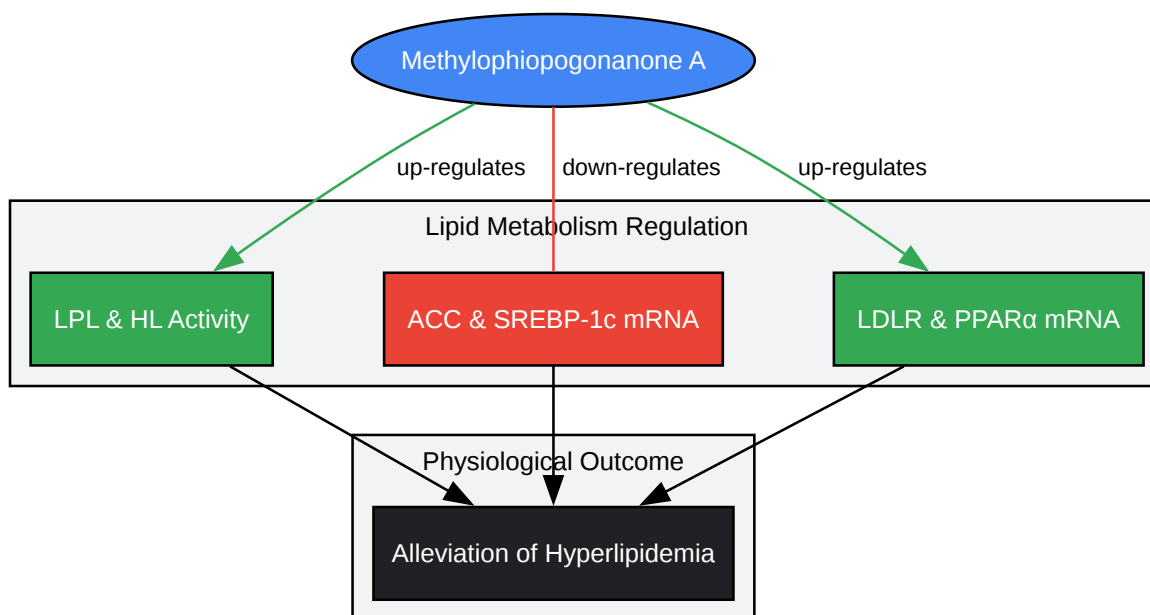 Methylophiopogonanone A
up-regulates
down-regulates
up-regulates
Lipid Metabolism Regulation
LPL & HL Activity
ACC & SREBP-1c mRNA
LDLR & PPARα mRNA
Physiological Outcome
Alleviation of Hyperlipidemia